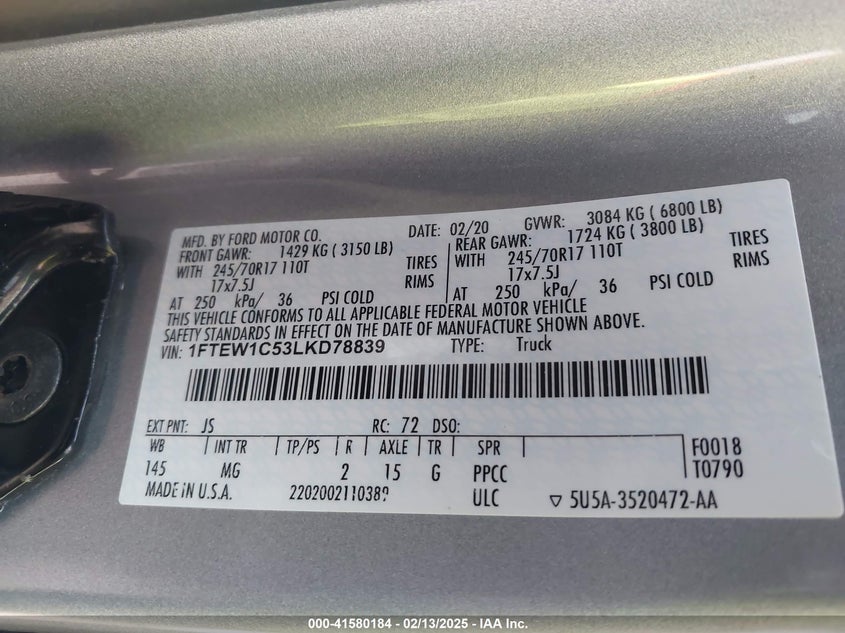 MFD. BY FORD MOTOR CO. DATE: 02/20 GVWR: 3084 KG ( 6800 LB)
FRONT GAWR: 1429 KG ( 3150 LB) REAR GAWR: 1724 KG ( 3800 LB)
WITH 245/70R17 110T TIRES WITH 245/70R17 110T TIRES
17x7.5J RIMS 17x7.5J RIMS
AT 250 kPa/ 36 PSI COLD AT 250 kPa/ 36 PSI COLD
THIS VEHICLE CONFORMS TO ALL APPLICABLE FEDERAL MOTOR VEHICLE
SAFETY STANDARDS IN EFFECT ON THE DATE OF MANUFACTURE SHOWN ABOVE.
VIN: 1FTEW1C53LKD78839 TYPE: Truck
EXT PNT: JS RC: 72 DSO:
WB INT TR TP/PS R AXLE TR SPR F0018
145 MG 2 15 G PPCC T0790
MADE IN U.S.A. 2202002110389 ULC ▽ 5U5A-3520472-AA
000-41580184 - 02/13/2025 - IAA Inc.